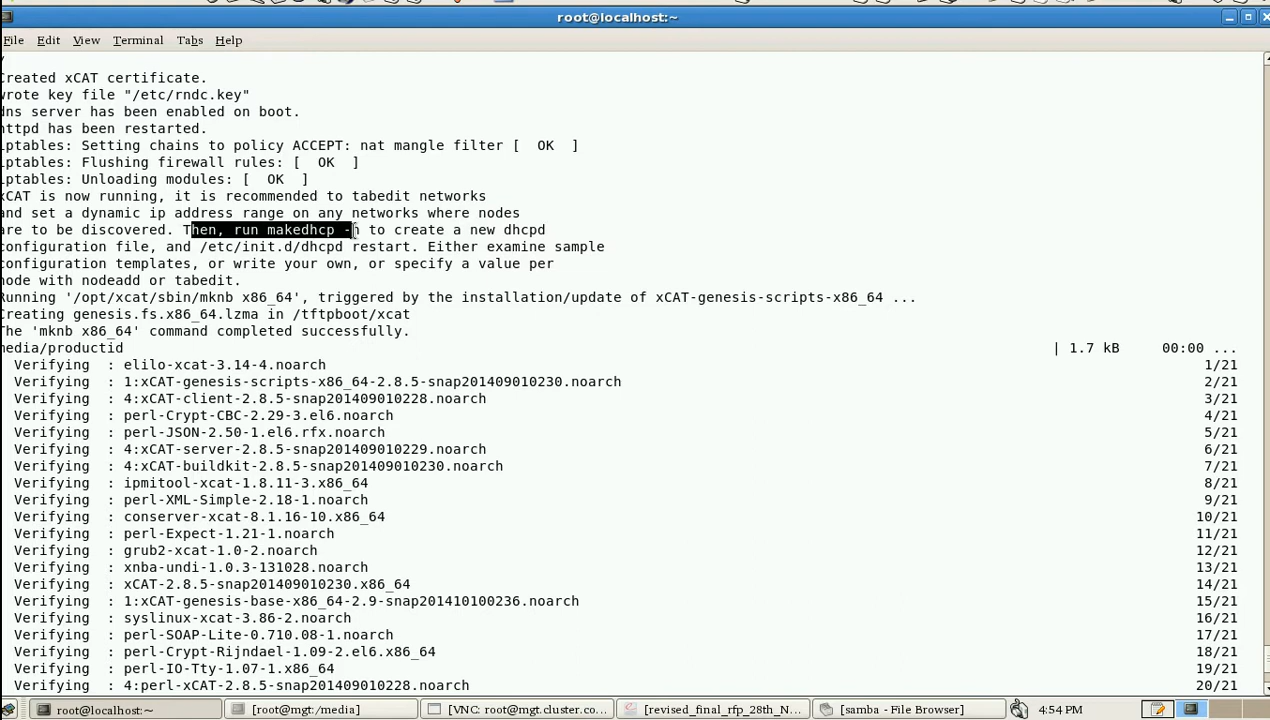 root@localhost:~
File Edit View Terminal Tabs Help
Created xCAT certificate.
wrote key file "/etc/rndc.key"
dns server has been enabled on boot.
httpd has been restarted.
iptables: Setting chains to policy ACCEPT: nat mangle filter [  OK  ]
iptables: Flushing firewall rules: [  OK  ]
iptables: Unloading modules: [  OK  ]
xCAT is now running, it is recommended to tabedit networks
and set a dynamic ip address range on any networks where nodes
are to be discovered. Then, run makedhcp -n to create a new dhcpd
configuration file, and /etc/init.d/dhcpd restart. Either examine sample
configuration templates, or write your own, or specify a value per
node with nodeadd or tabedit.
Running '/opt/xcat/sbin/mknb x86_64', triggered by the installation/update of xCAT-genesis-scripts-x86_64 ...
Creating genesis.fs.x86_64.lzma in /tftpboot/xcat
The 'mknb x86_64' command completed successfully.
media/productid | 1.7 kB 00:00 ...
Verifying : elilo-xcat-3.14-4.noarch 1/21
Verifying : 1:xCAT-genesis-scripts-x86_64-2.8.5-snap201409010230.noarch 2/21
Verifying : 4:xCAT-client-2.8.5-snap201409010228.noarch 3/21
Verifying : perl-Crypt-CBC-2.29-3.el6.noarch 4/21
Verifying : perl-JSON-2.50-1.el6.rfx.noarch 5/21
Verifying : 4:xCAT-server-2.8.5-snap201409010229.noarch 6/21
Verifying : 4:xCAT-buildkit-2.8.5-snap201409010230.noarch 7/21
Verifying : ipmitool-xcat-1.8.11-3.x86_64 8/21
Verifying : perl-XML-Simple-2.18-1.noarch 9/21
Verifying : conserver-xcat-8.1.16-10.x86_64 10/21
Verifying : perl-Expect-1.21-1.noarch 11/21
Verifying : grub2-xcat-1.0-2.noarch 12/21
Verifying : xnba-undi-1.0.3-131028.noarch 13/21
Verifying : xCAT-2.8.5-snap201409010230.x86_64 14/21
Verifying : 1:xCAT-genesis-base-x86_64-2.9-snap201410100236.noarch 15/21
Verifying : syslinux-xcat-3.86-2.noarch 16/21
Verifying : perl-SOAP-Lite-0.710.08-1.noarch 17/21
Verifying : perl-Crypt-Rijndael-1.09-2.el6.x86_64 18/21
Verifying : perl-IO-Tty-1.07-1.x86_64 19/21
Verifying : 4:perl-xCAT-2.8.5-snap201409010228.noarch 20/21
root@localhost:~ [root@mgt:/media] [VNC: root@mgt.cluster.co... [revised_final_rfp_28th_N... [samba - File Browser] 4:54 PM